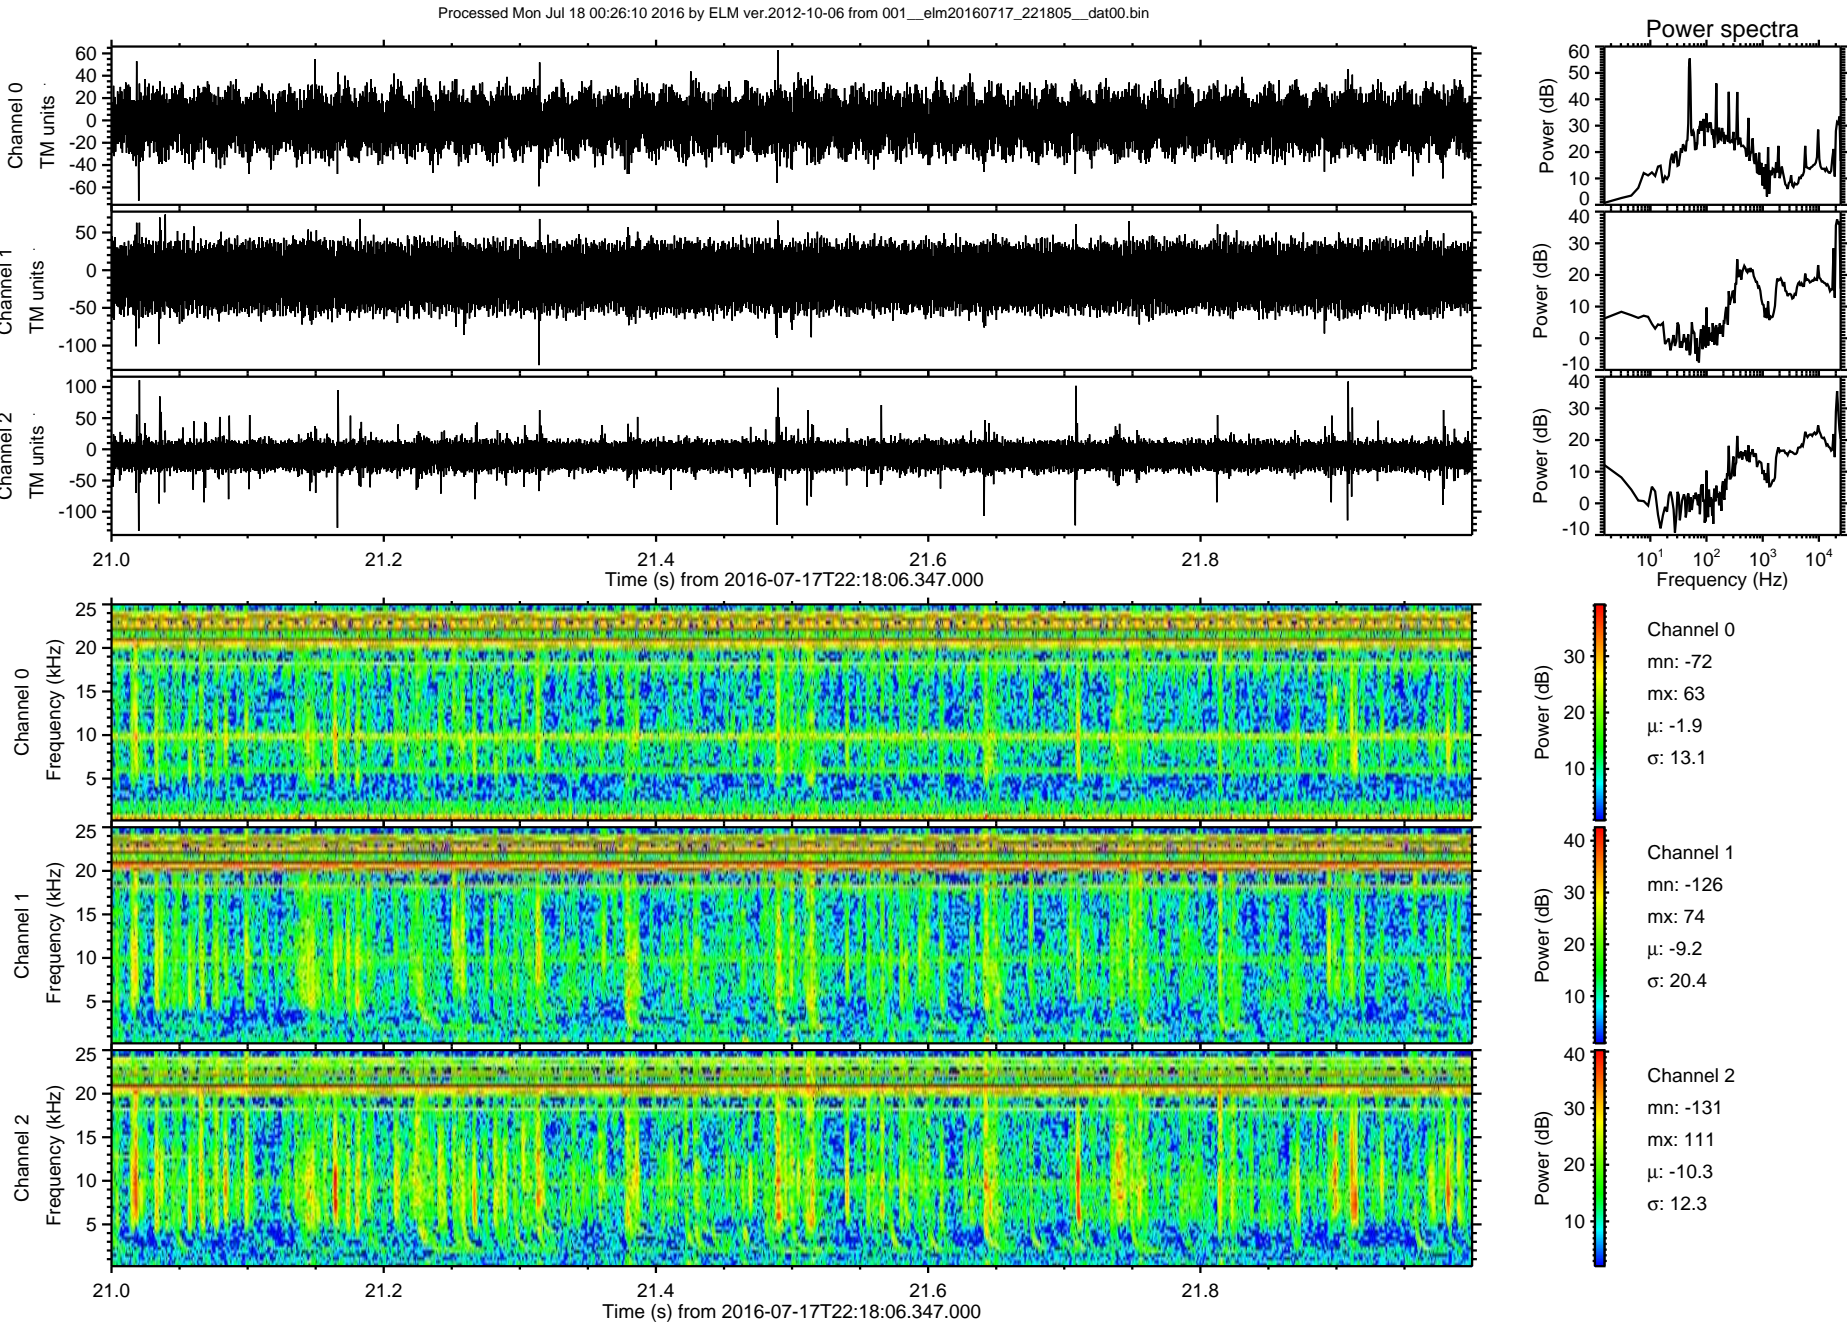 Processed Mon Jul 18 00:26:10 2016 by ELM ver.2012-10-06 from 001__elm20160717_221805__dat00.bin
Power spectra
Channel 0
TM units
60
40
20
0
-20
-40
-60
Power (dB)
60
50
40
30
20
10
0
Channel 1
TM units
50
0
-50
-100
Power (dB)
40
30
20
10
0
-10
Channel 2
TM units
100
50
0
-50
-100
Power (dB)
40
30
20
10
0
-10
21.0 21.2 21.4 21.6 21.8
Time (s) from 2016-07-17T22:18:06.347.000
10¹ 10² 10³ 10⁴
Frequency (Hz)
Channel 0
Frequency (kHz)
25
20
15
10
5
Power (dB)
30
20
10
Channel 0
mn: -72
mx: 63
μ: -1.9
σ: 13.1
Channel 1
Frequency (kHz)
25
20
15
10
5
Power (dB)
40
30
20
10
Channel 1
mn: -126
mx: 74
μ: -9.2
σ: 20.4
Channel 2
Frequency (kHz)
25
20
15
10
5
Power (dB)
40
30
20
10
Channel 2
mn: -131
mx: 111
μ: -10.3
σ: 12.3
21.0 21.2 21.4 21.6 21.8
Time (s) from 2016-07-17T22:18:06.347.000